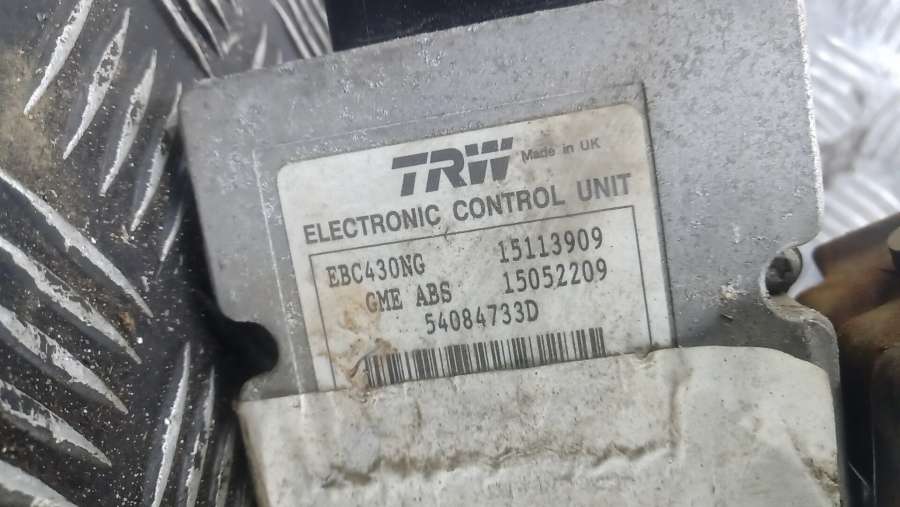 TRW Made in UK
ELECTRONIC CONTROL UNIT
EBC430NG 15113909
GME ABS 15052209
54084733D